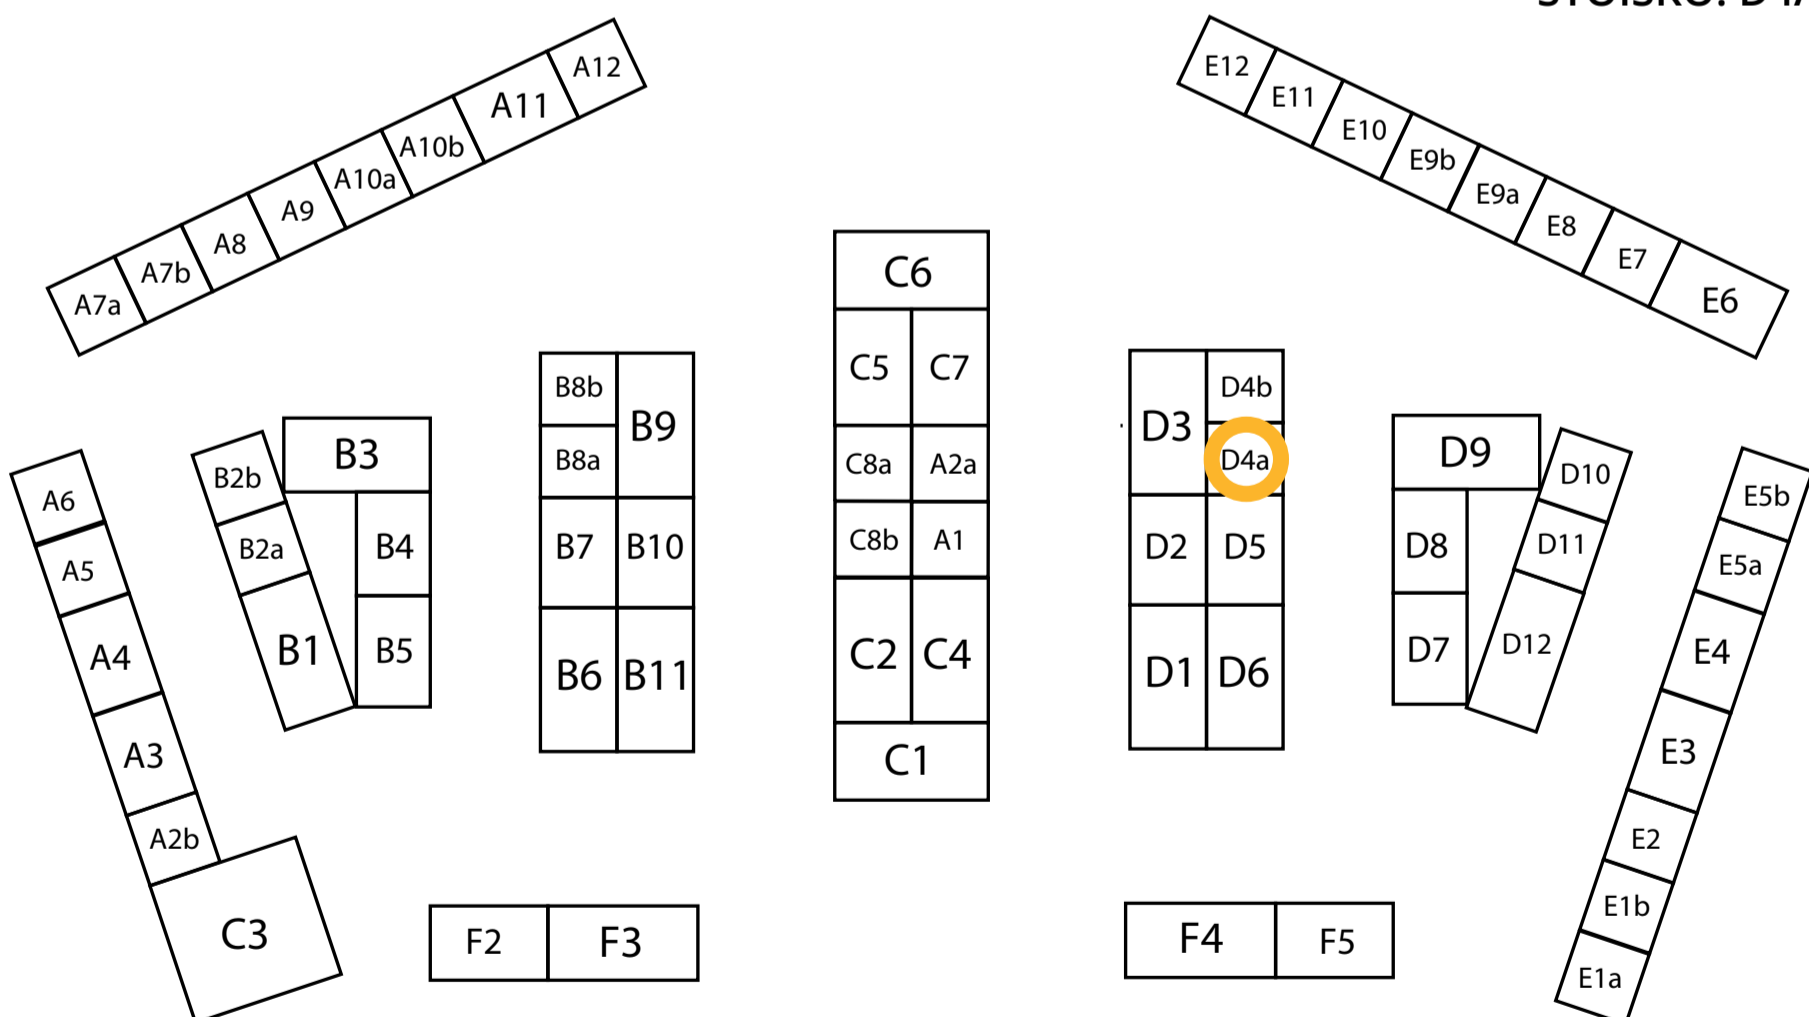 A12
A11
A10b
A10a
A9
A8
A7b
A7a
E12
E11
E10
E9b
E9a
E8
E7
E6
A6
A5
A4
A3
A2b
C3
B2b
B2a
B1
B3
B4
B5
B8b
B9
B8a
B7 B10
B6 B11
C6
C5 C7
C8a A2a
C8b A1
C2 C4
C1
D3 D4b
D4a
D2 D5
D1 D6
D9
D8
D7
D10
D11
D12
E5b
E5a
E4
E3
E2
E1b
E1a
F2 F3
F4 F5